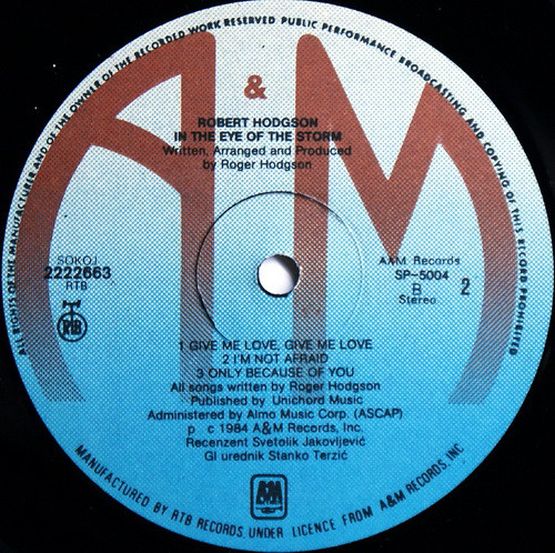 ALL RIGHTS OF THE MANUFACTURER AND OF THE OWNER OF THE RECORDED WORK RESERVED PUBLIC PERFORMANCE BROADCASTING AND COPYING OF THIS RECORD PROHIBITED
A & M
ROBERT HODGSON
IN THE EYE OF THE STORM
Written, Arranged and Produced
by Roger Hodgson
SOKOJ
2222663
RTB
RTB
A&M Records
SP-5004
B 2
Stereo
1 GIVE ME LOVE, GIVE ME LOVE
2 I'M NOT AFRAID
3 ONLY BECAUSE OF YOU
All songs written by Roger Hodgson
Published by Unichord Music
Administered by Almo Music Corp. (ASCAP)
p c 1984 A&M Records, Inc.
Recenzent Svetolik Jakovljević
Gl urednik Stanko Terzić
A&M
RECORDS
MANUFACTURED BY RTB RECORDS, UNDER LICENCE FROM A&M RECORDS, INC.